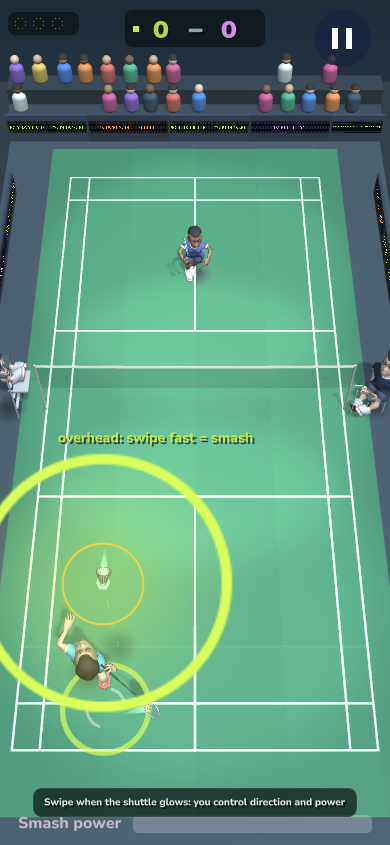 0 – 0
overhead: swipe fast = smash
Swipe when the shuttle glows: you control direction and power
Smash power